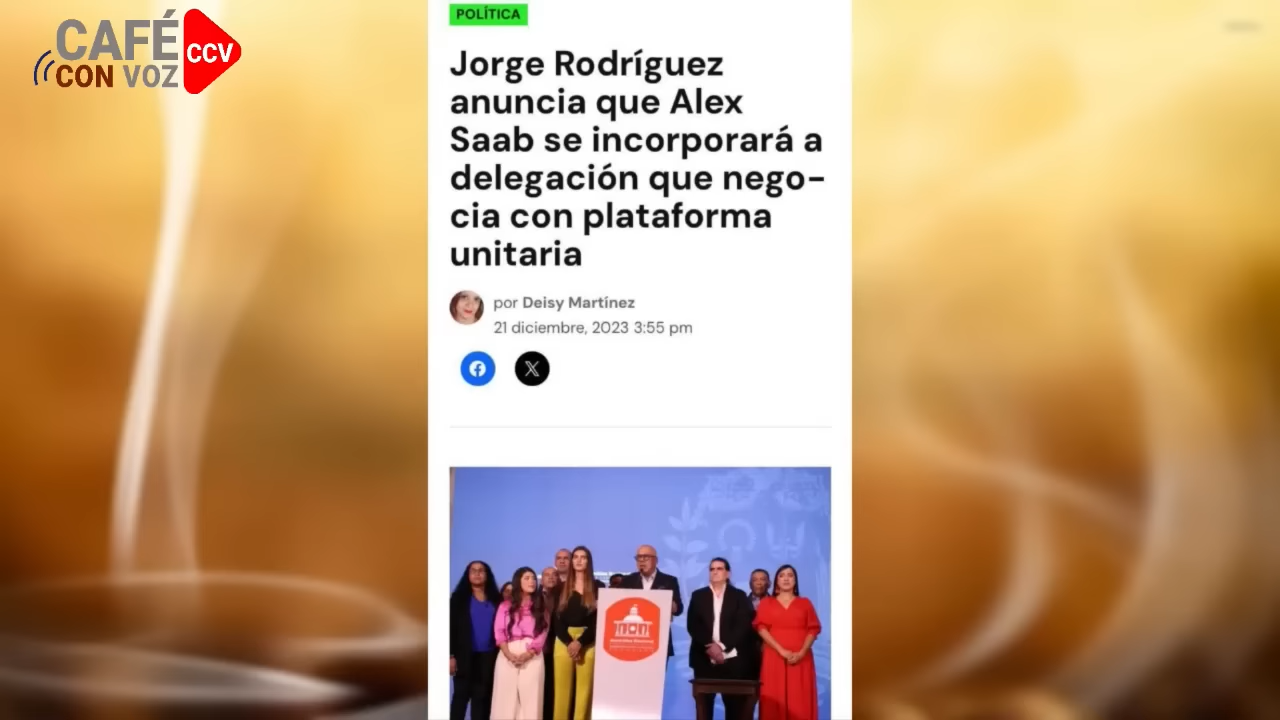 CAFÉ
CON VOZ
CCV
POLÍTICA
Jorge Rodríguez
anuncia que Alex
Saab se incorporará a
delegación que nego-
cia con plataforma
unitaria
por Deisy Martínez
21 diciembre, 2023 3:55 pm